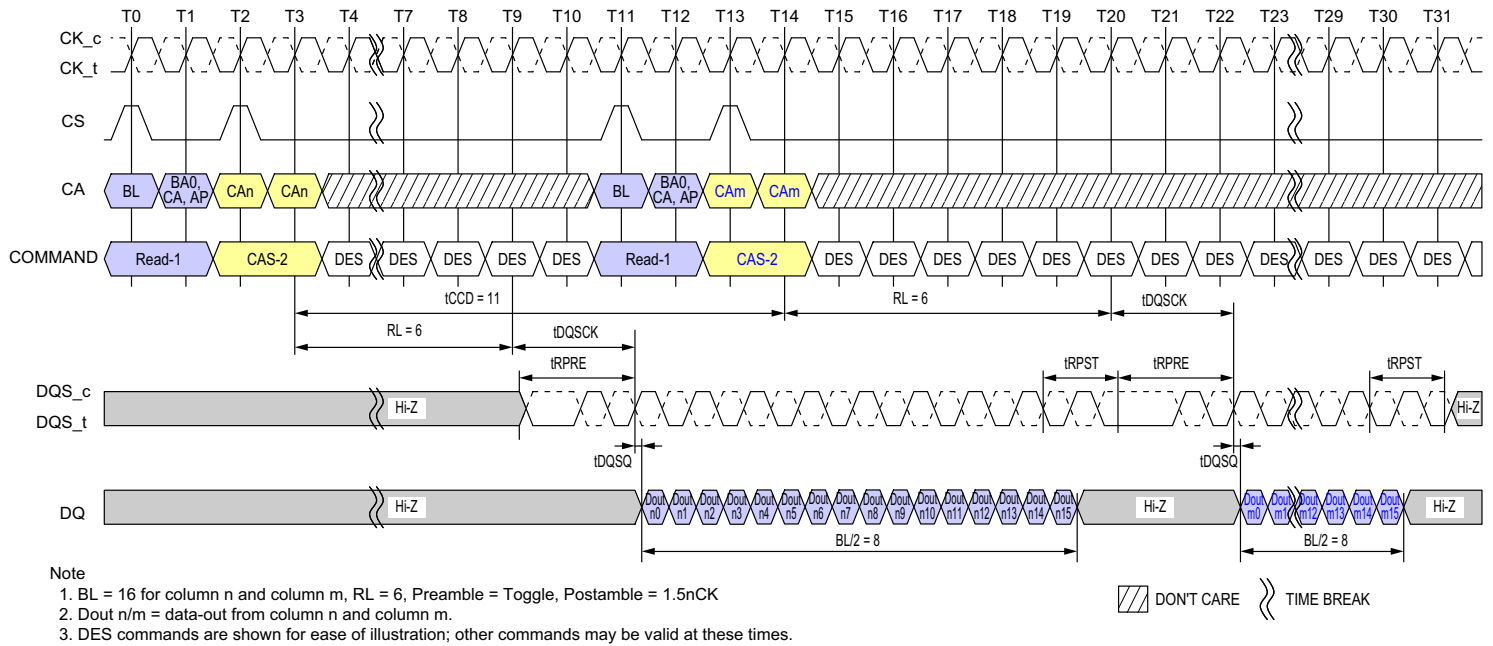 T0 T1 T2 T3 T4 T7 T8 T9 T10 T11 T12 T13 T14 T15 T16 T17 T18 T19 T20 T21 T22 T23 T29 T30 T31
CK_c
CK_t
CS
CA BL BA0, CA, AP CAn CAn BL BA0, CA, AP CAm CAm
COMMAND Read-1 CAS-2 DES DES DES DES DES Read-1 CAS-2 DES DES DES DES DES DES DES DES DES DES DES DES
tCCD = 11 RL = 6 tDQSCK
RL = 6 tDQSCK
tRPRE tRPST tRPRE tRPST
DQS_c
DQS_t Hi-Z Hi-Z
tDQSQ tDQSQ
DQ Hi-Z Dout n0 Dout n1 Dout n2 Dout n3 Dout n4 Dout n5 Dout n6 Dout n7 Dout n8 Dout n9 Dout n10 Dout n11 Dout n12 Dout n13 Dout n14 Dout n15 Hi-Z Dout m0 Dout m1 Dout m12 Dout m13 Dout m14 Dout m15 Hi-Z
BL/2 = 8 BL/2 = 8
Note
1. BL = 16 for column n and column m, RL = 6, Preamble = Toggle, Postamble = 1.5nCK
2. Dout n/m = data-out from column n and column m.
3. DES commands are shown for ease of illustration; other commands may be valid at these times.
DON'T CARE TIME BREAK